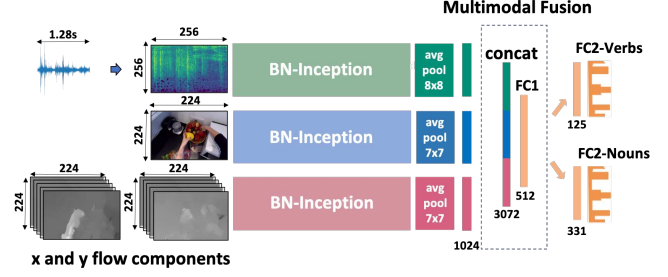 Multimodal Fusion
1.28s
256
256
BN-Inception
avg
pool
8x8
concat
FC1
FC2-Verbs
125
224
224
BN-Inception
avg
pool
7x7
224
224
224
224
BN-Inception
avg
pool
7x7
1024
3072
512
FC2-Nouns
331
x and y flow components